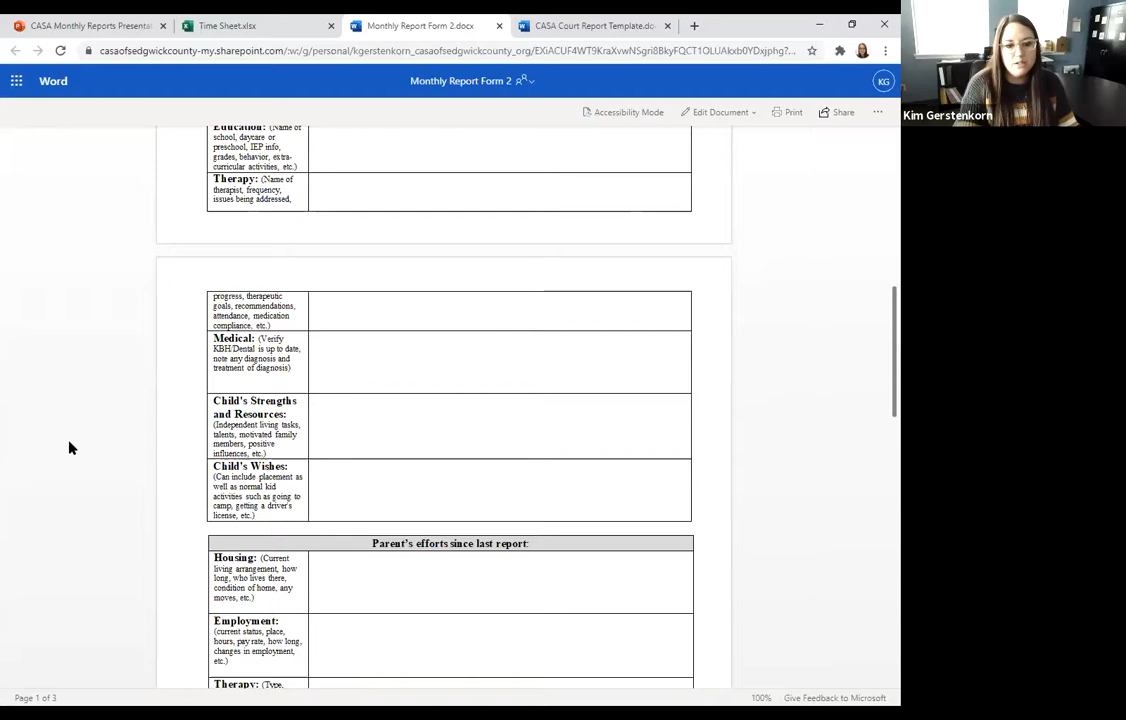 CASA Monthly Reports Presentat
Time Sheet.xlsx
Monthly Report Form 2.docx
CASA Court Report Template.do
casaofsedgwickcounty-my.sharepoint.com/:w:/g/personal/kgerstenkorn_casaofsedgwickcounty_org/
Word
Monthly Report Form 2
KG
Kim Gerstenkorn
Accessibility Mode
Edit Document
Print
Share
Education: (Name of
school, daycare or
preschool, IEP info,
grades, behavior, extra-
curricular activities, etc.)
Therapy: (Name of
therapist, frequency,
issues being addressed,
progress, therapeutic
goals, recommendations,
attendance, medication
compliance, etc.)
Medical: (Verify
KBH/Dental is up to date,
note any diagnosis and
treatment of diagnosis)
Child's Strengths
and Resources:
(Independent living tasks,
talents, motivated family
members, positive
influences, etc.)
Child's Wishes:
(Can include placement as
well as normal kid
activities such as going to
camp, getting a driver's
license, etc.)
Parent's efforts since last report:
Housing: (Current
living arrangement, how
long, who lives there,
condition of home, any
moves, etc.)
Employment:
(current status, place,
hours, pay rate, how long,
changes in employment,
etc.)
Therapy: (Type,
Page 1 of 3
100%
Give Feedback to Microsoft